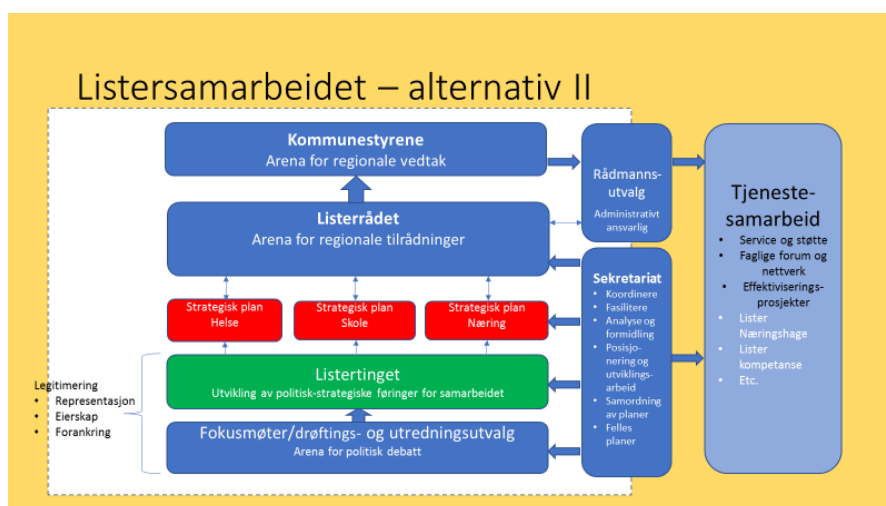 Listersamarbeidet – alternativ II
Kommunestyrene
Arena for regionale vedtak
Listerrådet
Arena for regionale tilrådninger
Strategisk plan
Helse
Strategisk plan
Skole
Strategisk plan
Næring
Listertinget
Utvikling av politisk-strategiske føringer for samarbeidet
Fokusmøter/drøftings- og utredningsutvalg
Arena for politisk debatt
Legitimering
• Representasjon
• Eierskap
• Forankring
Rådmanns-
utvalg
Administrativt
ansvarlig
Sekretariat
• Koordinere
• Fasilitere
• Analyse og
formidling
• Posisjo-
nering og
utviklings-
arbeid
• Samordning
av planer
• Felles
planer
Tjeneste-
samarbeid
• Service og støtte
• Faglige forum og
nettverk
• Effektiviserings-
prosjekter
• Lister
Næringshage
• Lister
kompetanse
• Etc.